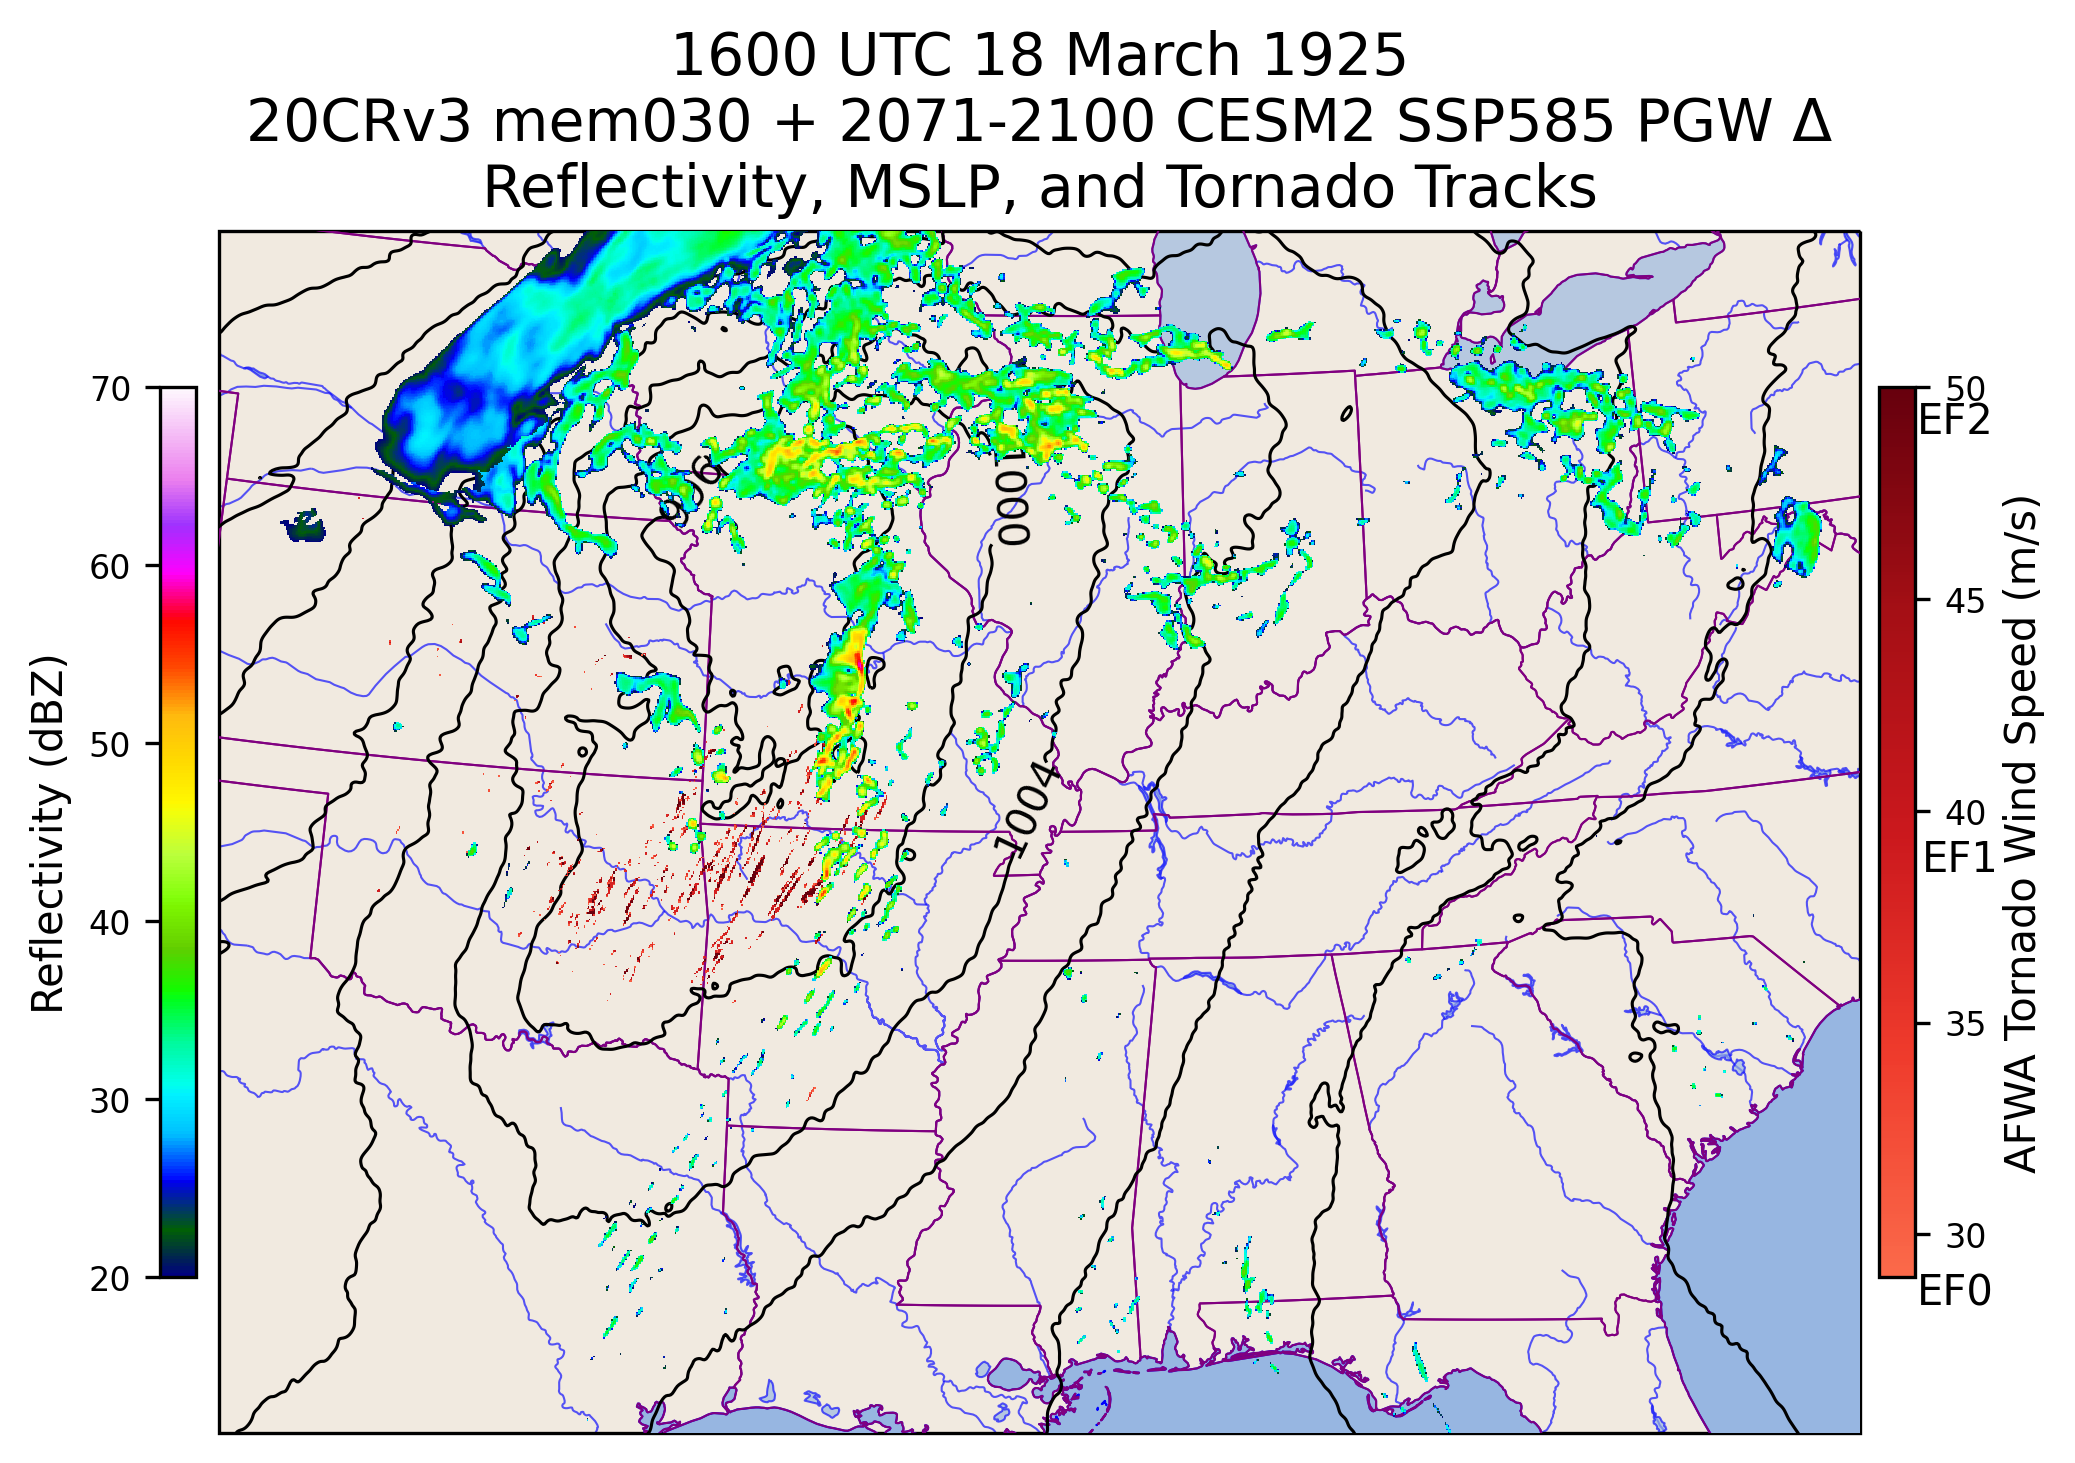 1600 UTC 18 March 1925
20CRv3 mem030 + 2071-2100 CESM2 SSP585 PGW Δ
Reflectivity, MSLP, and Tornado Tracks
70
60
50
40
30
20
Reflectivity (dBZ)
1000
1004
50
EF2
45
40
EF1
35
30
EF0
AFWA Tornado Wind Speed (m/s)